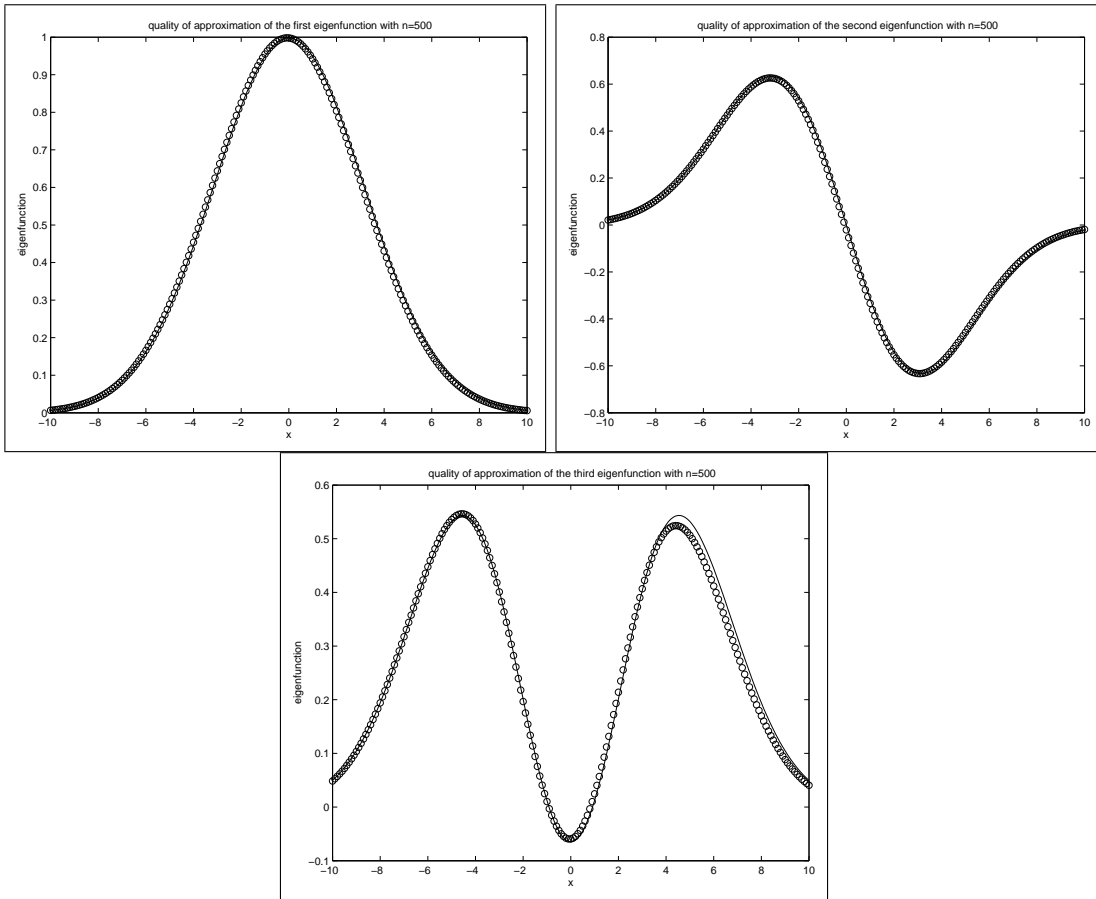 quality of approximation of the first eigenfunction with n=500
1
0.9
0.8
0.7
0.6
0.5
0.4
0.3
0.2
0.1
0
eigenfunction
−10 −8 −6 −4 −2 0 2 4 6 8 10
x
quality of approximation of the second eigenfunction with n=500
0.8
0.6
0.4
0.2
0
−0.2
−0.4
−0.6
−0.8
eigenfunction
−10 −8 −6 −4 −2 0 2 4 6 8 10
x
quality of approximation of the third eigenfunction with n=500
0.6
0.5
0.4
0.3
0.2
0.1
0
−0.1
eigenfunction
−10 −8 −6 −4 −2 0 2 4 6 8 10
x